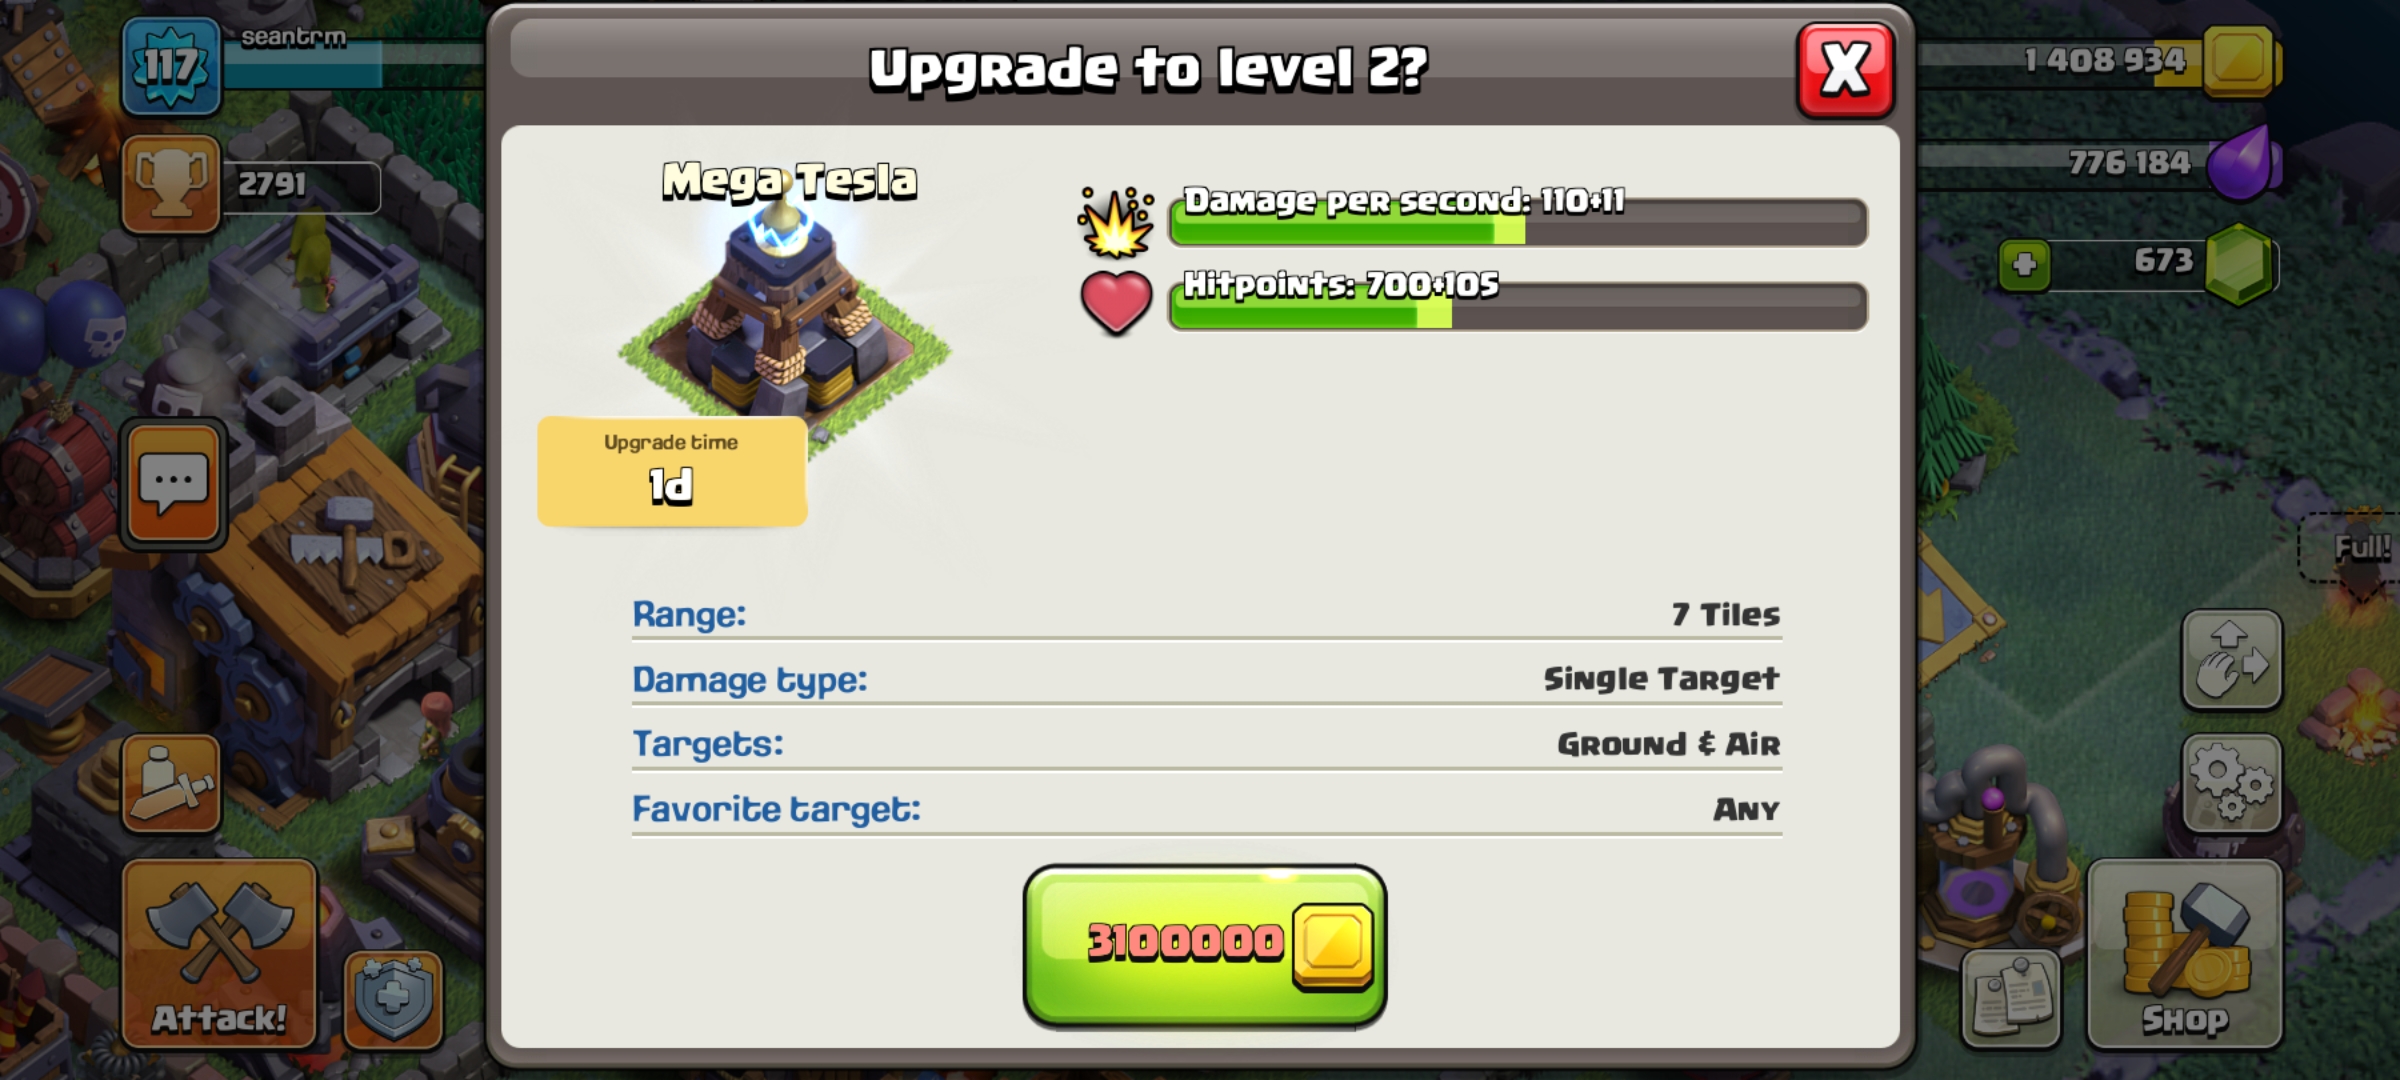 117
seantrm
2791
Upgrade to level 2?
X
1 408 934
776 184
673
Mega Tesla
Damage per second: 110+11
Hitpoints: 700+105
Upgrade time
1d
Range: 7 Tiles
Damage type: Single Target
Targets: Ground & Air
Favorite target: Any
3100000
Full!
Attack!
Shop